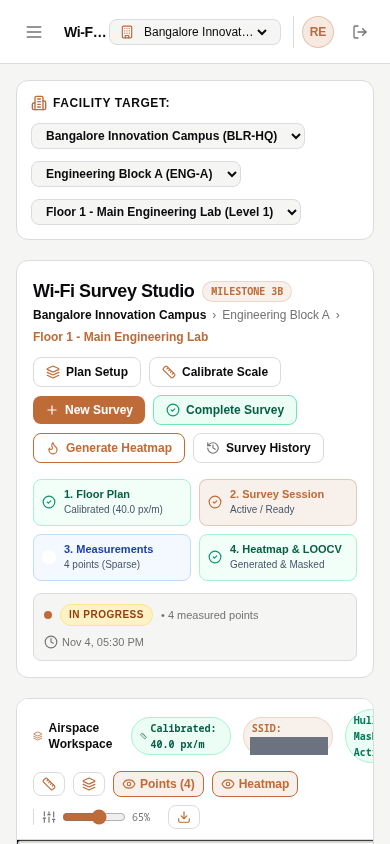 Wi-F...
Bangalore Innovat...
RE
FACILITY TARGET:
Bangalore Innovation Campus (BLR-HQ)
Engineering Block A (ENG-A)
Floor 1 - Main Engineering Lab (Level 1)
Wi-Fi Survey Studio MILESTONE 3B
Bangalore Innovation Campus › Engineering Block A ›
Floor 1 - Main Engineering Lab
Plan Setup Calibrate Scale
New Survey Complete Survey
Generate Heatmap Survey History
1. Floor Plan
Calibrated (40.0 px/m)
2. Survey Session
Active / Ready
3. Measurements
4 points (Sparse)
4. Heatmap & LOOCV
Generated & Masked
IN PROGRESS • 4 measured points
Nov 4, 05:30 PM
Airspace
Workspace
Calibrated:
40.0 px/m
SSID:
Points (4) Heatmap
65%